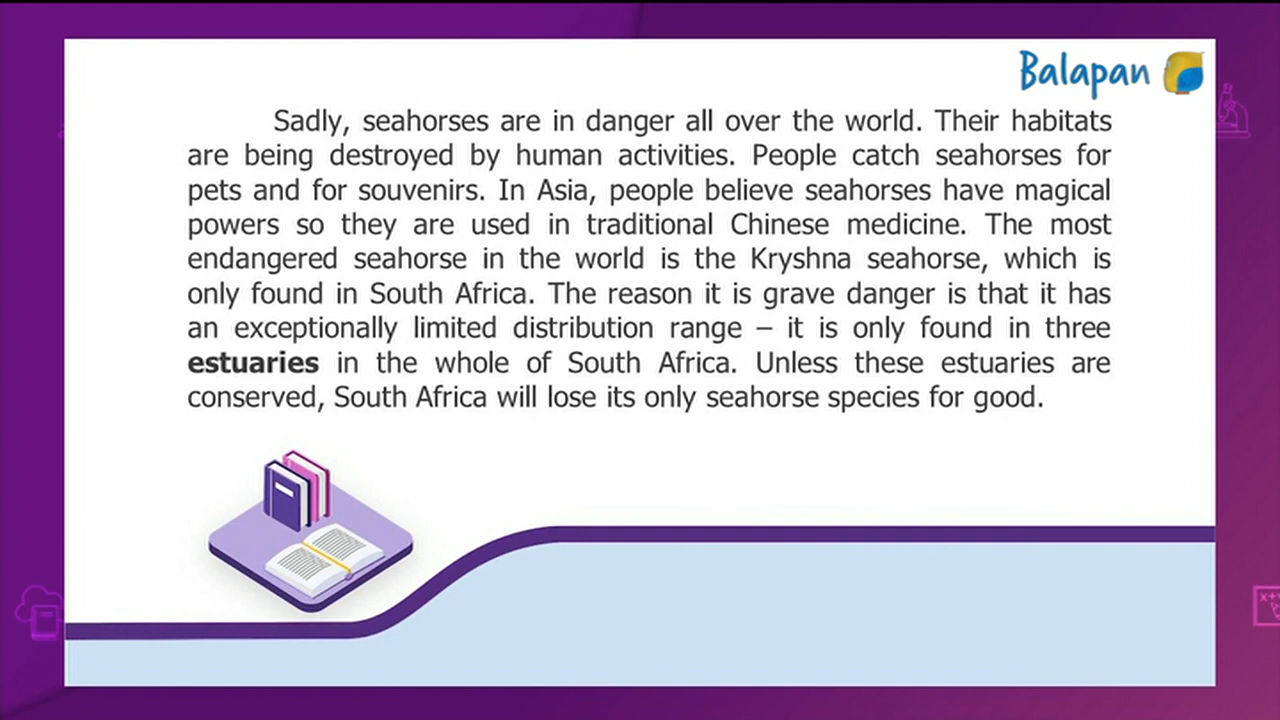 Balapan
Sadly, seahorses are in danger all over the world. Their habitats
are being destroyed by human activities. People catch seahorses for
pets and for souvenirs. In Asia, people believe seahorses have magical
powers so they are used in traditional Chinese medicine. The most
endangered seahorse in the world is the Kryshna seahorse, which is
only found in South Africa. The reason it is grave danger is that it has
an exceptionally limited distribution range – it is only found in three
estuaries in the whole of South Africa. Unless these estuaries are
conserved, South Africa will lose its only seahorse species for good.